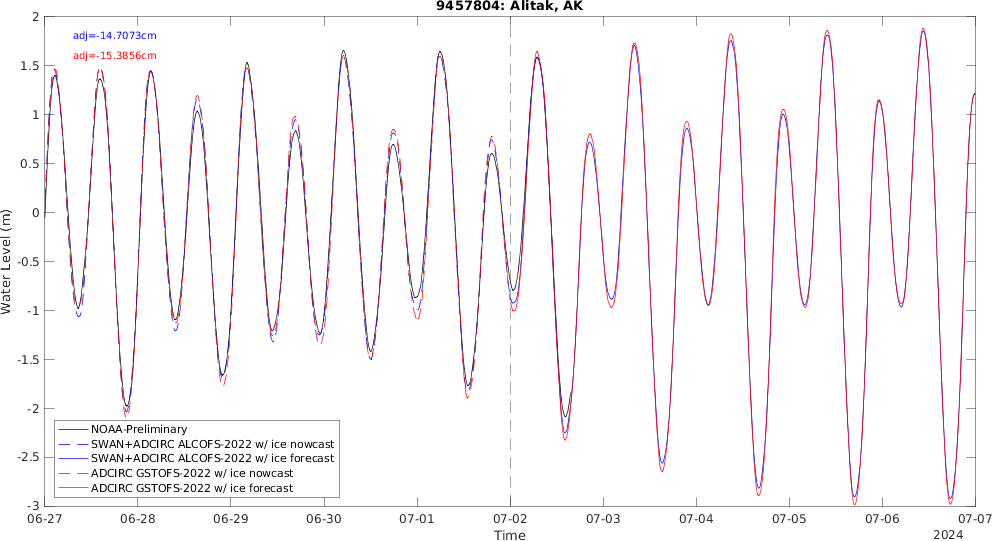 9457804: Alitak, AK
adj=-14.7073cm
adj=-15.3856cm
2
1.5
1
0.5
0
-0.5
-1
-1.5
-2
-2.5
-3
Water Level (m)
NOAA-Preliminary
SWAN+ADCIRC ALCOFS-2022 w/ ice nowcast
SWAN+ADCIRC ALCOFS-2022 w/ ice forecast
ADCIRC GSTOFS-2022 w/ ice nowcast
ADCIRC GSTOFS-2022 w/ ice forecast
06-27 06-28 06-29 06-30 07-01 07-02 07-03 07-04 07-05 07-06 07-07
Time
2024